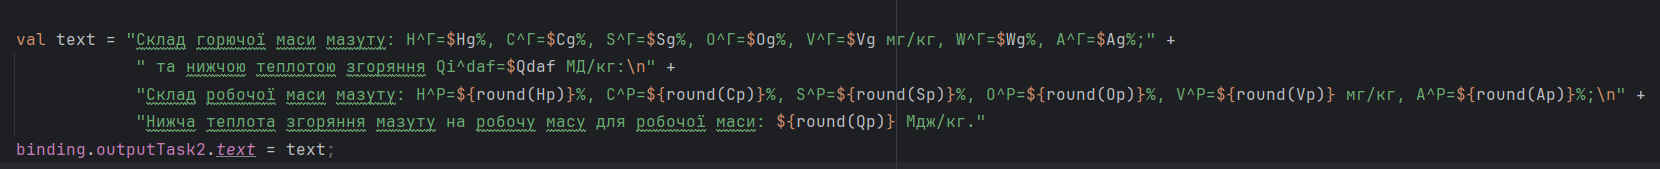 val text = "Склад горючої маси мазуту: H^Г=$Hg%, C^Г=$Cg%, S^Г=$Sg%, O^Г=$Og%, V^Г=$Vg мг/кг, W^Г=$Wg%, A^Г=$Ag%;" +
" та нижчою теплотою згоряння Qi^daf=$Qdaf МД/кг:\n" +
"Склад робочої маси мазуту: H^P=${round(Hp)}%, C^P=${round(Cp)}%, S^P=${round(Sp)}%, O^P=${round(Op)}%, V^P=${round(Vp)} мг/кг, A^P=${round(Ap)}%;\n" +
"Нижча теплота згоряння мазуту на робочу масу для робочої маси: ${round(Qp)} Мдж/кг."
binding.outputTask2.text = text;